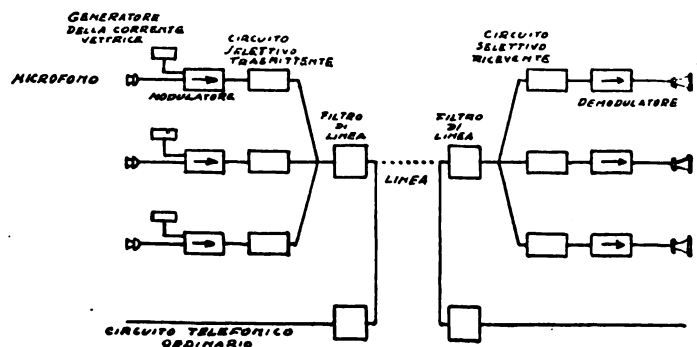 GENERATORE
DELLA CORRENTE
VETTRICE
CIRCUITO
SELETTIVO
TRASMITTENTE
CIRCUITO
SELETTIVO
RICEVENTE
MICROFONO
MODULATORE
DEMODULATORE
FILTRO
DI
LINEA
FILTRO
DI
LINEA
LINEA
CIRCUITO TELEFONICO
ORDINARIO